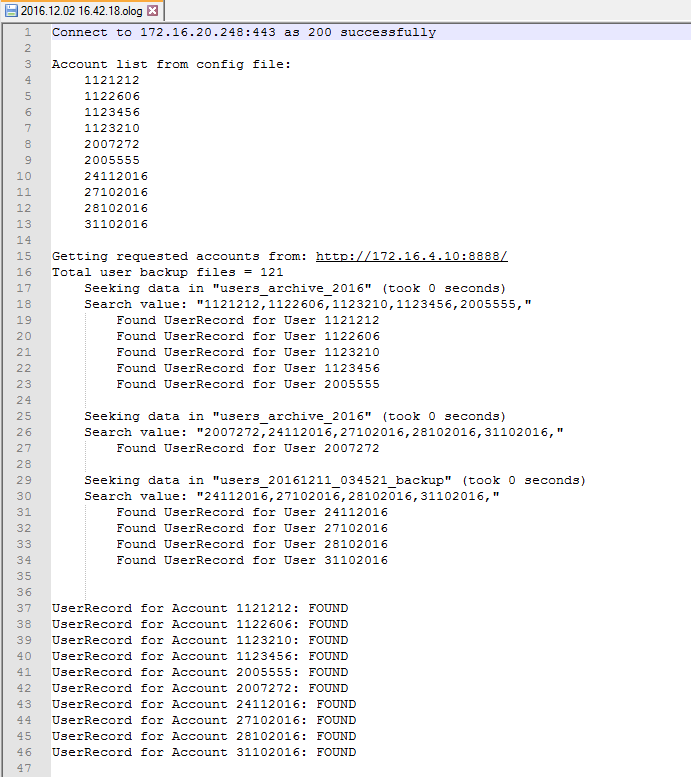 2016.12.02 16.42.18.olog
1 Connect to 172.16.20.248:443 as 200 successfully
2
3 Account list from config file:
4 1121212
5 1122606
6 1123456
7 1123210
8 2007272
9 2005555
10 24112016
11 27102016
12 28102016
13 31102016
14
15 Getting requested accounts from: http://172.16.4.10:8888/
16 Total user backup files = 121
17 Seeking data in "users_archive_2016" (took 0 seconds)
18 Search value: "1121212,1122606,1123210,1123456,2005555,"
19 Found UserRecord for User 1121212
20 Found UserRecord for User 1122606
21 Found UserRecord for User 1123210
22 Found UserRecord for User 1123456
23 Found UserRecord for User 2005555
24
25 Seeking data in "users_archive_2016" (took 0 seconds)
26 Search value: "2007272,24112016,27102016,28102016,31102016,"
27 Found UserRecord for User 2007272
28
29 Seeking data in "users_20161211_034521_backup" (took 0 seconds)
30 Search value: "24112016,27102016,28102016,31102016,"
31 Found UserRecord for User 24112016
32 Found UserRecord for User 27102016
33 Found UserRecord for User 28102016
34 Found UserRecord for User 31102016
35
36
37 UserRecord for Account 1121212: FOUND
38 UserRecord for Account 1122606: FOUND
39 UserRecord for Account 1123210: FOUND
40 UserRecord for Account 1123456: FOUND
41 UserRecord for Account 2005555: FOUND
42 UserRecord for Account 2007272: FOUND
43 UserRecord for Account 24112016: FOUND
44 UserRecord for Account 27102016: FOUND
45 UserRecord for Account 28102016: FOUND
46 UserRecord for Account 31102016: FOUND
47